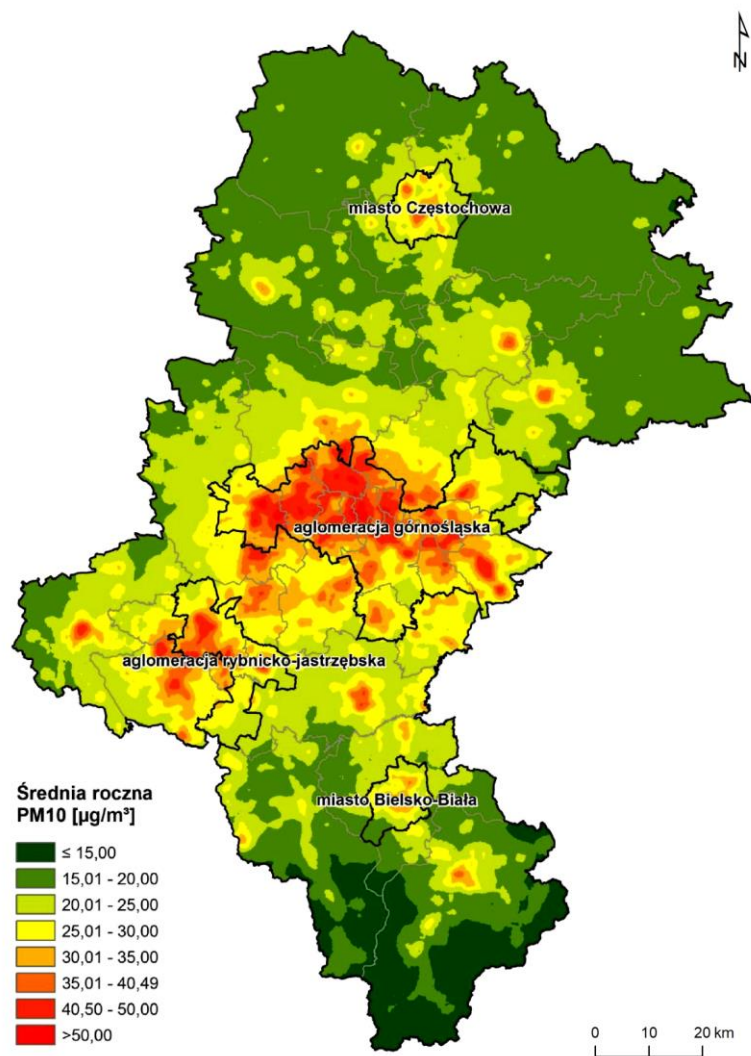 N
miasto Częstochowa
aglomeracja górnośląska
aglomeracja rybnicko-jastrzębska
miasto Bielsko-Biała
Średnia roczna
PM10 [µg/m³]
≤ 15,00
15,01 - 20,00
20,01 - 25,00
25,01 - 30,00
30,01 - 35,00
35,01 - 40,49
40,50 - 50,00
>50,00
0 10 20 km